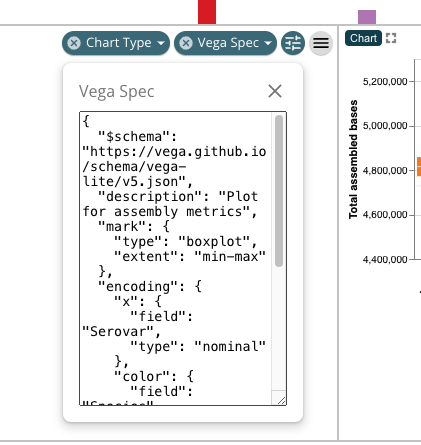 Chart Type
Vega Spec
Vega Spec
{
  "$schema":
"https://vega.github.io
/schema/vega-
lite/v5.json",
  "description": "Plot
for assembly metrics",
  "mark": {
    "type": "boxplot",
    "extent": "min-max"
  },
  "encoding": {
    "x": {
      "field":
"Serovar",
      "type": "nominal"
    },
    "color": {
      "field":
"Species",
Chart
Total assembled bases
5,200,000
5,000,000
4,800,000
4,600,000
4,400,000